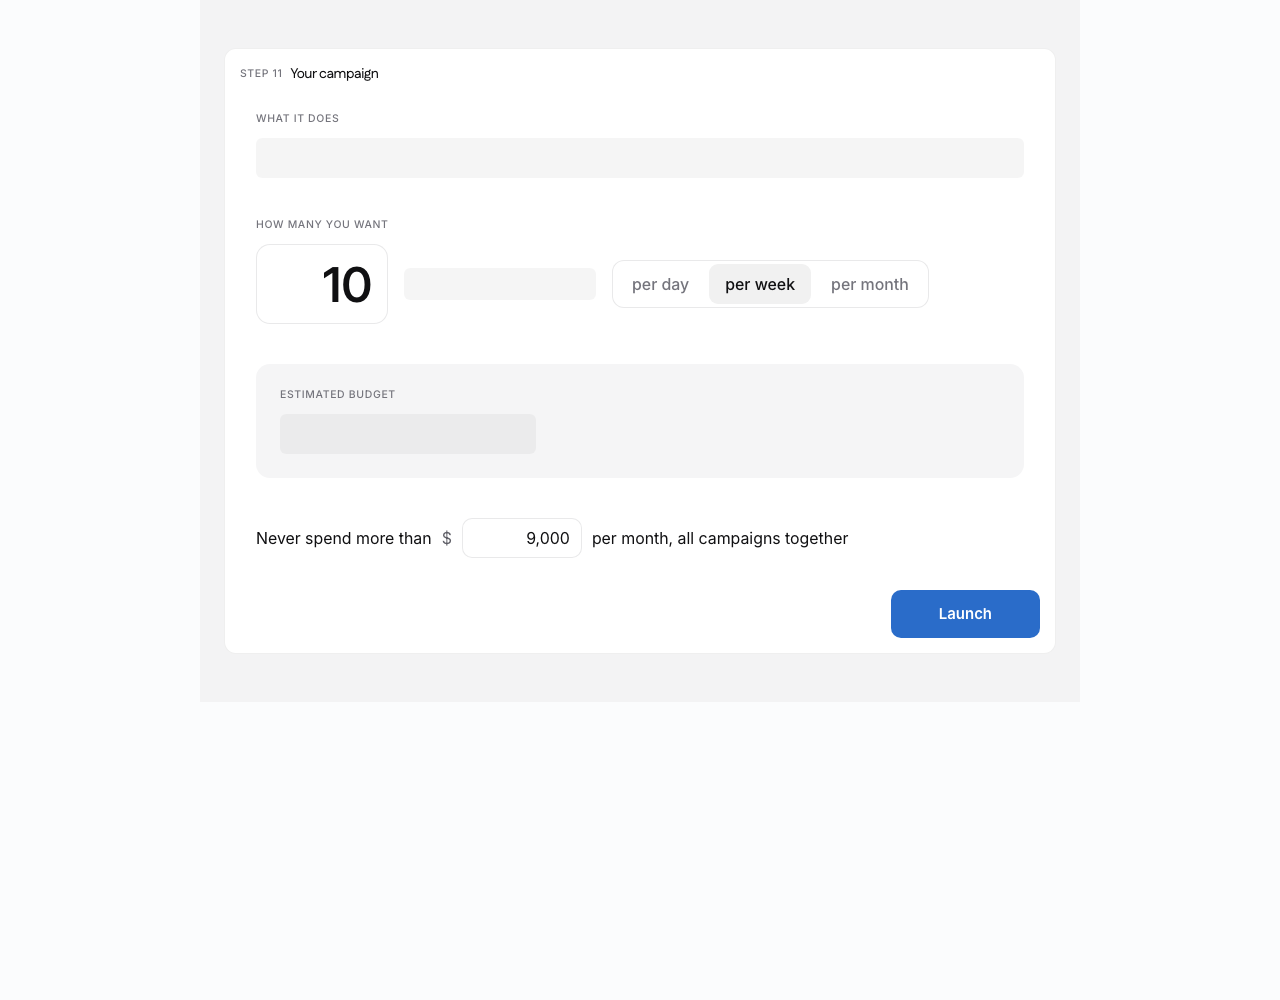 STEP 11 Your campaign
WHAT IT DOES
HOW MANY YOU WANT
10 per day per week per month
ESTIMATED BUDGET
Never spend more than $ 9,000 per month, all campaigns together
Launch